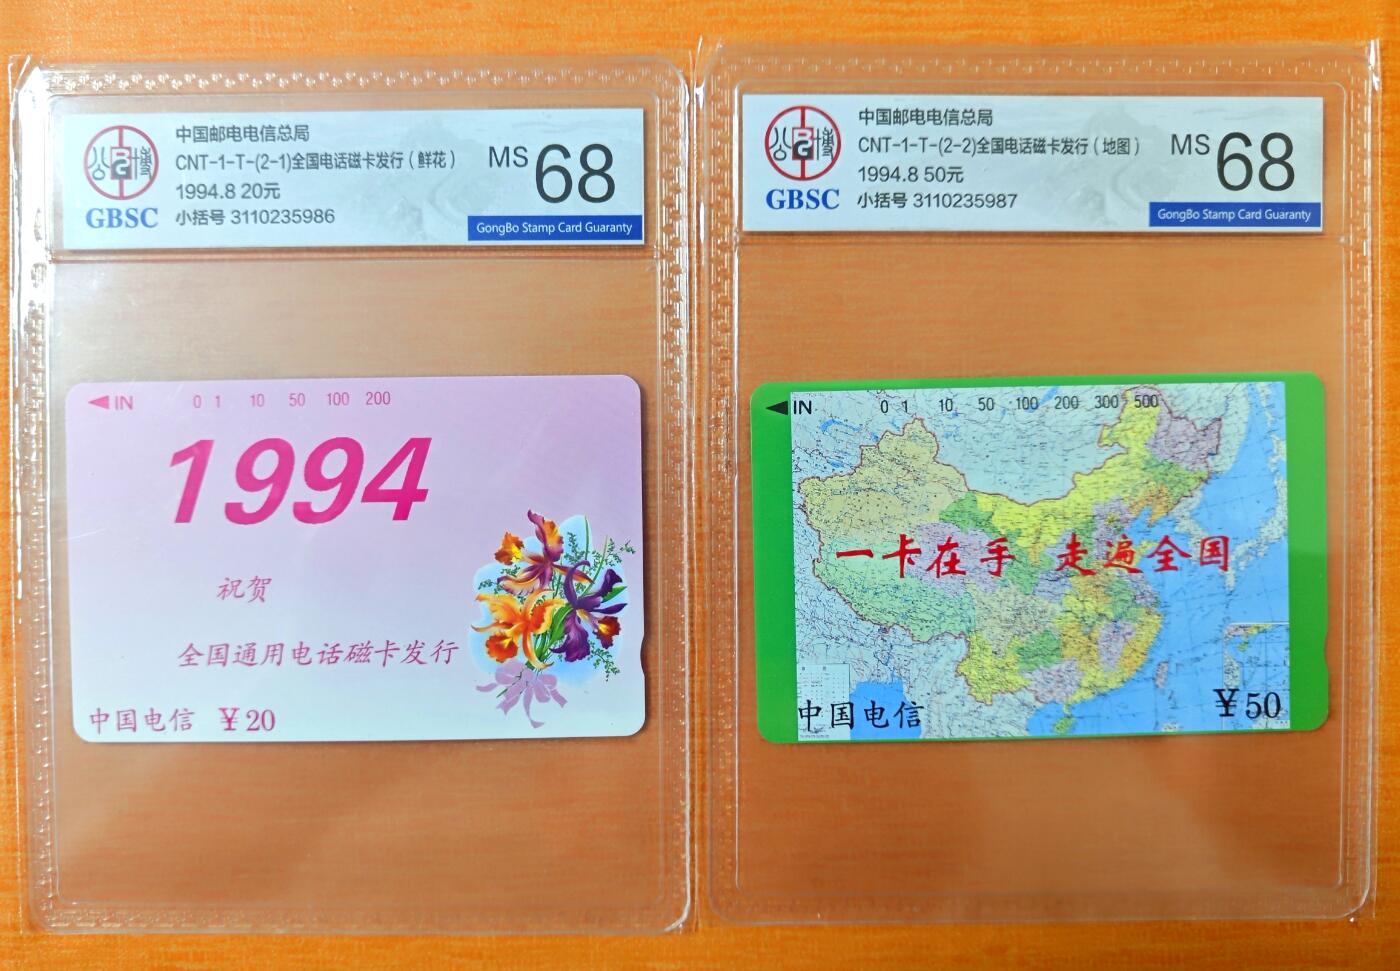 中国邮电电信总局
CNT-1-T-(2-1)全国电话磁卡发行（鲜花）
1994.8 20元
小括号 3110235986
MS 68
GBSC
GongBo Stamp Card Guaranty
IN 0 1 10 50 100 200
1994
祝贺
全国通用电话磁卡发行
中国电信 ￥20
中国邮电电信总局
CNT-1-T-(2-2)全国电话磁卡发行（地图）
1994.8 50元
小括号 3110235987
MS 68
GBSC
GongBo Stamp Card Guaranty
IN 0 1 10 50 100 200 300 500
一卡在手 走遍全国
中国电信 ￥50